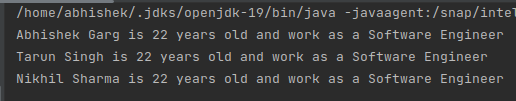 /home/abhishek/.jdks/openjdk-19/bin/java -javaagent:/snap/intel
Abhishek Garg is 22 years old and work as a Software Engineer
Tarun Singh is 22 years old and work as a Software Engineer
Nikhil Sharma is 22 years old and work as a Software Engineer